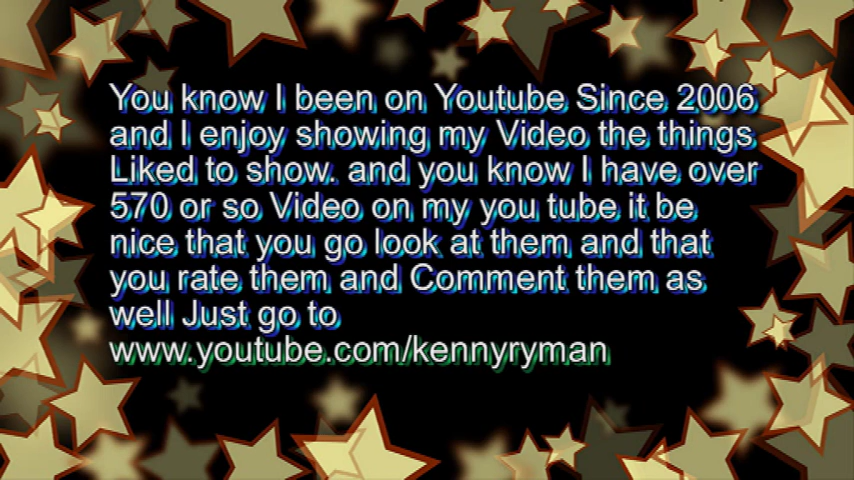 You know I been on Youtube Since 2006
and I enjoy showing my Video the things
Liked to show. and you know I have over
570 or so Video on my you tube it be
nice that you go look at them and that
you rate them and Comment them as
well Just go to
www.youtube.com/kennyryman